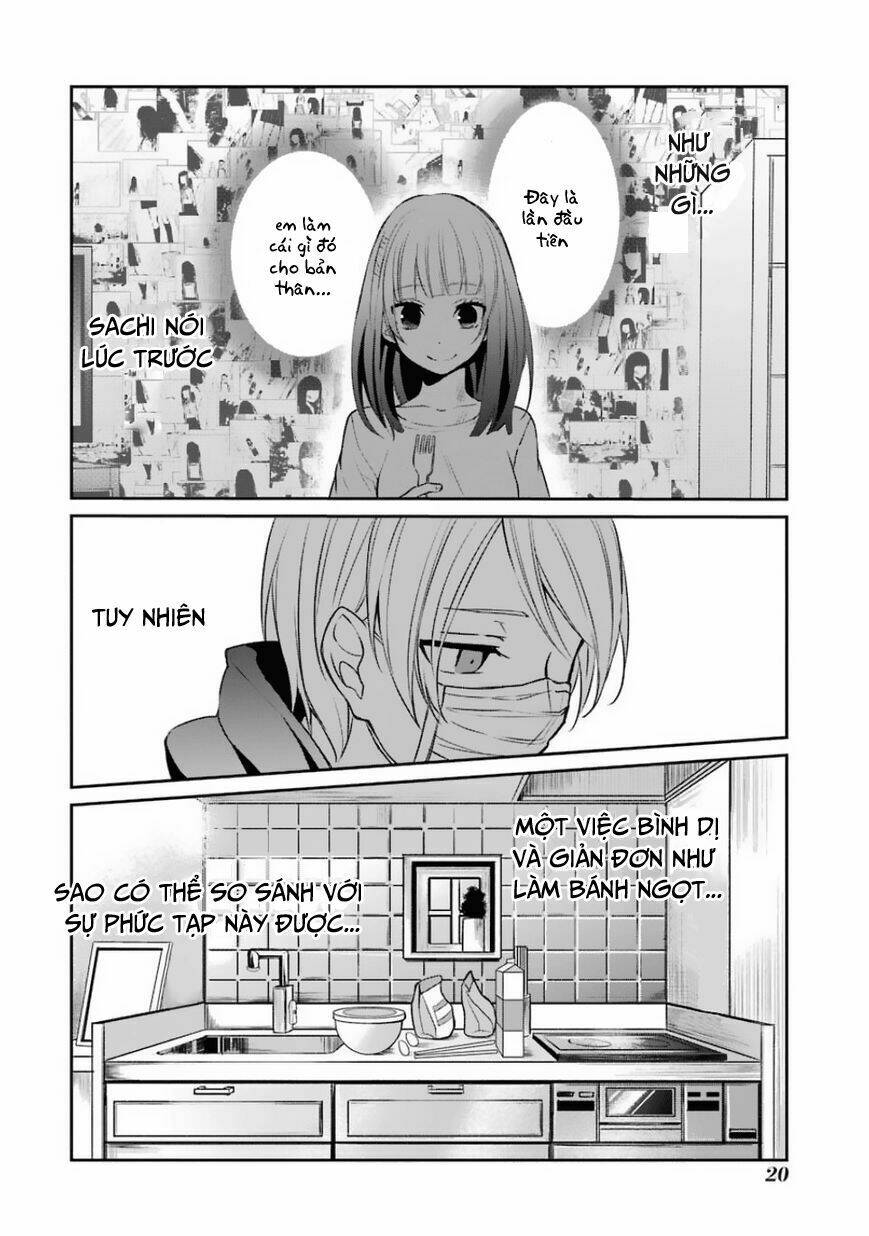 NHƯ
NHỮNG
GÌ...
Đây là
lần đầu
tiên
em làm
cái gì đó
cho bản
thân...
SACHI NÓI
LÚC TRƯỚC
TUY NHIÊN
MỘT VIỆC BÌNH DỊ
VÀ GIẢN ĐƠN NHƯ
LÀM BÁNH NGỌT...
SAO CÓ THỂ SO SÁNH VỚI
SỰ PHỨC TẠP NÀY ĐƯỢC...
20